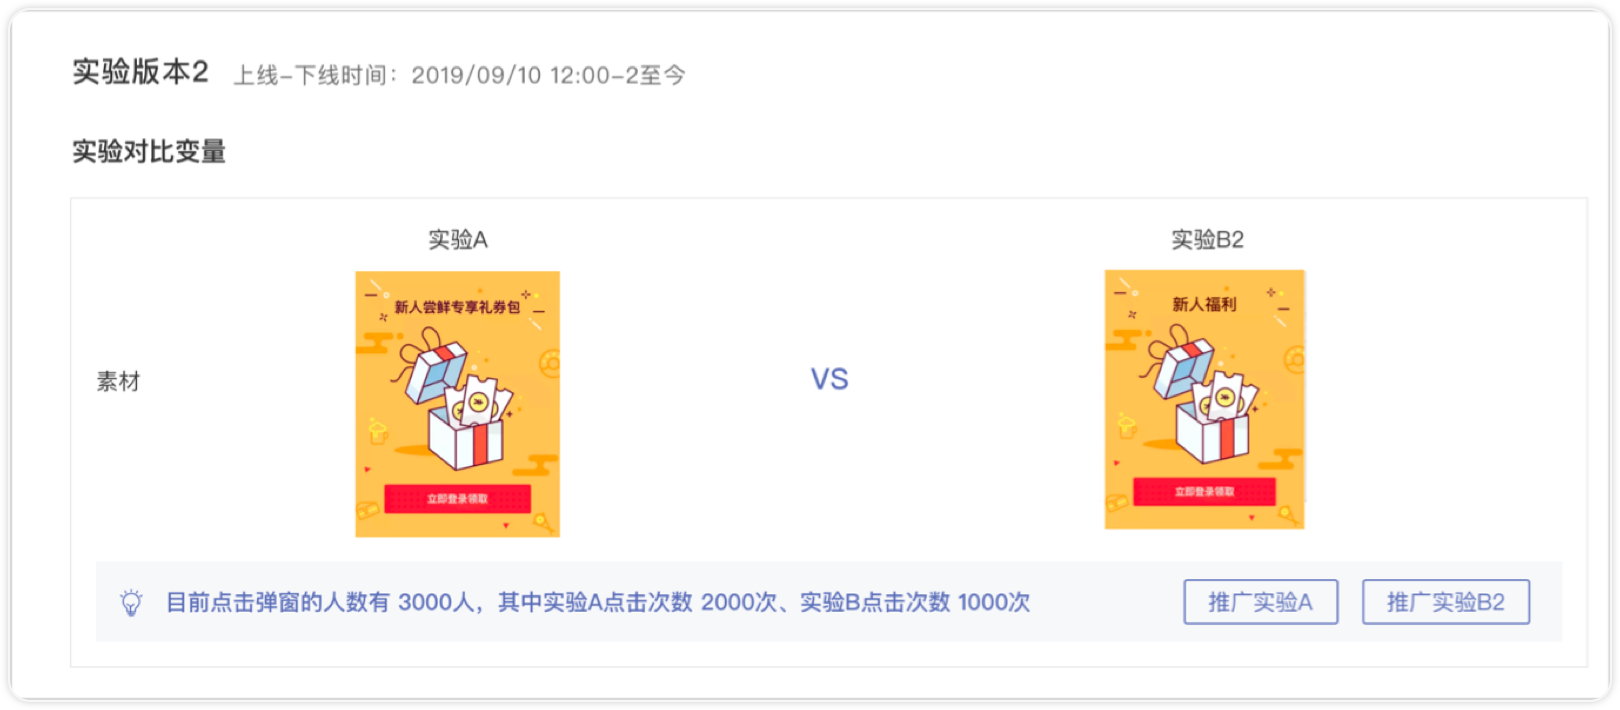 实验版本2 上线-下线时间：2019/09/10 12:00-2至今
实验对比变量
实验A
实验B2
新人尝鲜专享礼券包
新人福利
素材
VS
立即登录领取
立即登录领取
目前点击弹窗的人数有 3000人，其中实验A点击次数 2000次、实验B点击次数 1000次
推广实验A
推广实验B2